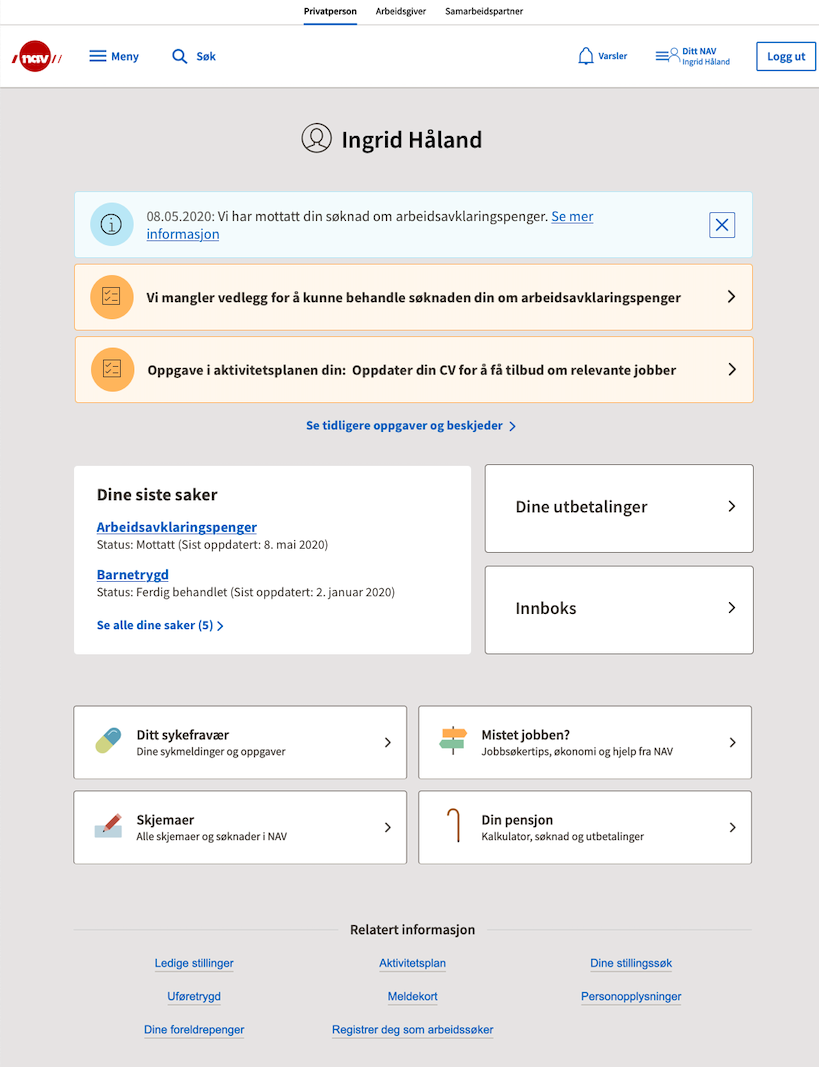 Privatperson Arbeidsgiver Samarbeidspartner
nav Meny Søk Varsler Ditt NAV
Ingrid Håland
Logg ut
Ingrid Håland
08.05.2020: Vi har mottatt din søknad om arbeidsavklaringspenger. Se mer
informasjon
Vi mangler vedlegg for å kunne behandle søknaden din om arbeidsavklaringspenger
Oppgave i aktivitetsplanen din: Oppdater din CV for å få tilbud om relevante jobber
Se tidligere oppgaver og beskjeder
Dine siste saker
Arbeidsavklaringspenger
Status: Mottatt (Sist oppdatert: 8. mai 2020)
Barnetrygd
Status: Ferdig behandlet (Sist oppdatert: 2. januar 2020)
Se alle dine saker (5)
Dine utbetalinger
Innboks
Ditt sykefravær
Dine sykmeldinger og oppgaver
Mistet jobben?
Jobbsøkertips, økonomi og hjelp fra NAV
Skjemaer
Alle skjemaer og søknader i NAV
Din pensjon
Kalkulator, søknad og utbetalinger
Relatert informasjon
Ledige stillinger Aktivitetsplan Dine stillingssøk
Uføretrygd Meldekort Personopplysninger
Dine foreldrepenger Registrer deg som arbeidssøker